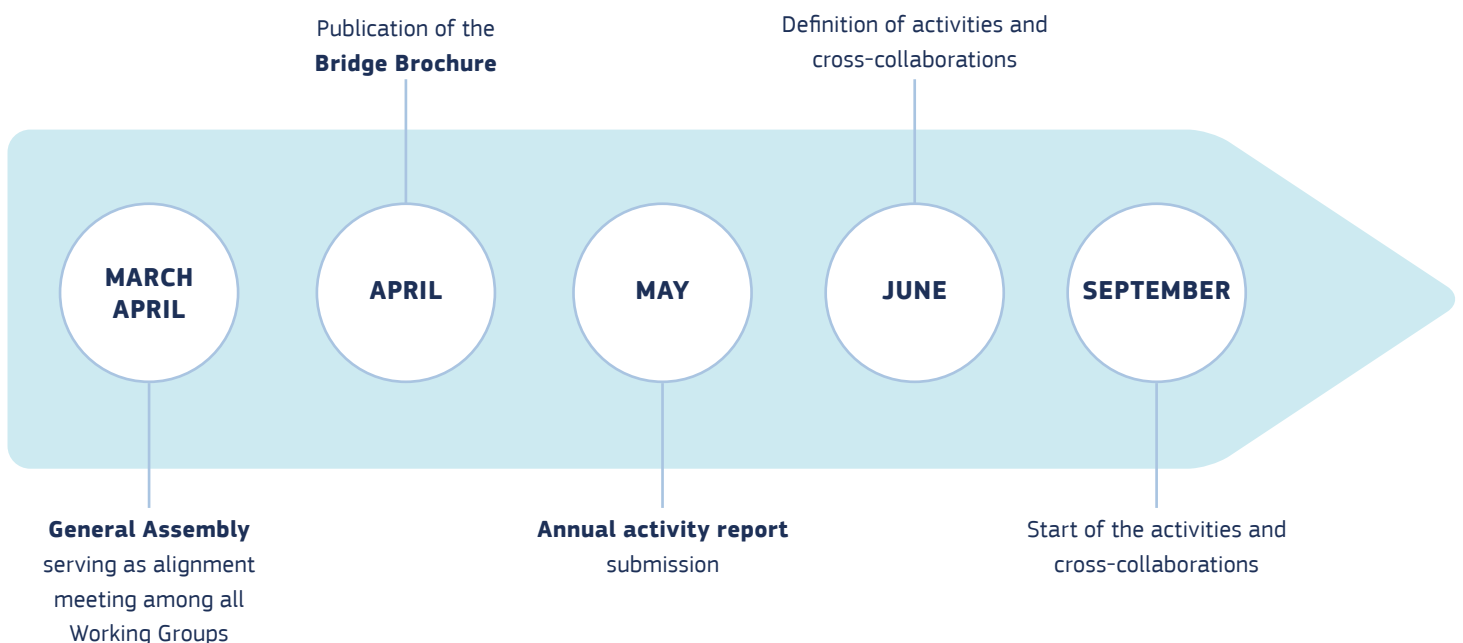 Publication of the
Bridge Brochure
Definition of activities and
cross-collaborations
MARCH
APRIL
APRIL
MAY
JUNE
SEPTEMBER
General Assembly
serving as alignment
meeting among all
Working Groups
Annual activity report
submission
Start of the activities and
cross-collaborations